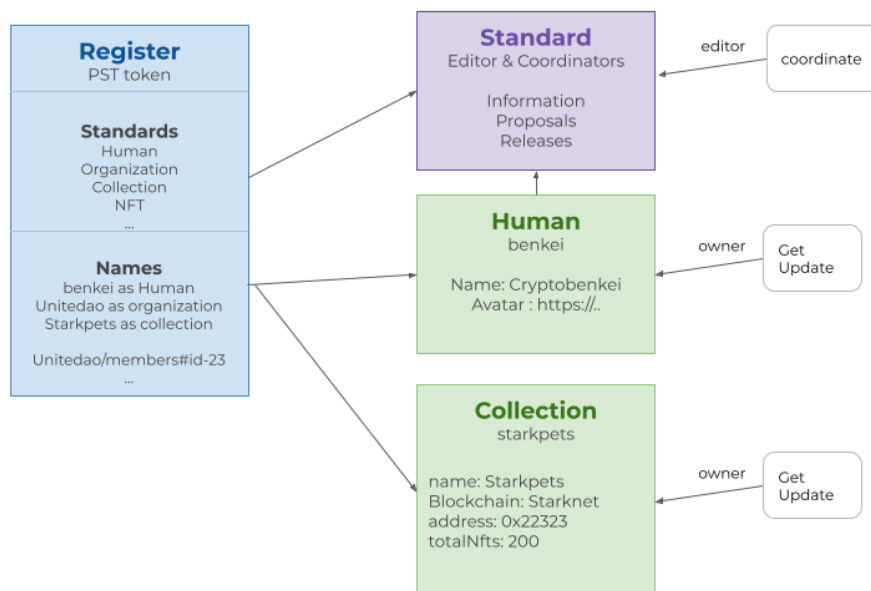 Register
PST token
Standards
Human
Organization
Collection
NFT
...
Names
benkei as Human
Unitedao as organization
Starkpets as collection
Unitedao/members#id-23
...
Standard
Editor & Coordinators
Information
Proposals
Releases
editor
coordinate
Human
benkei
Name: Cryptobenkei
Avatar : https://..
owner
Get
Update
Collection
starkpets
name: Starkpets
Blockchain: Starknet
address: 0x22323
totalNfts: 200
owner
Get
Update